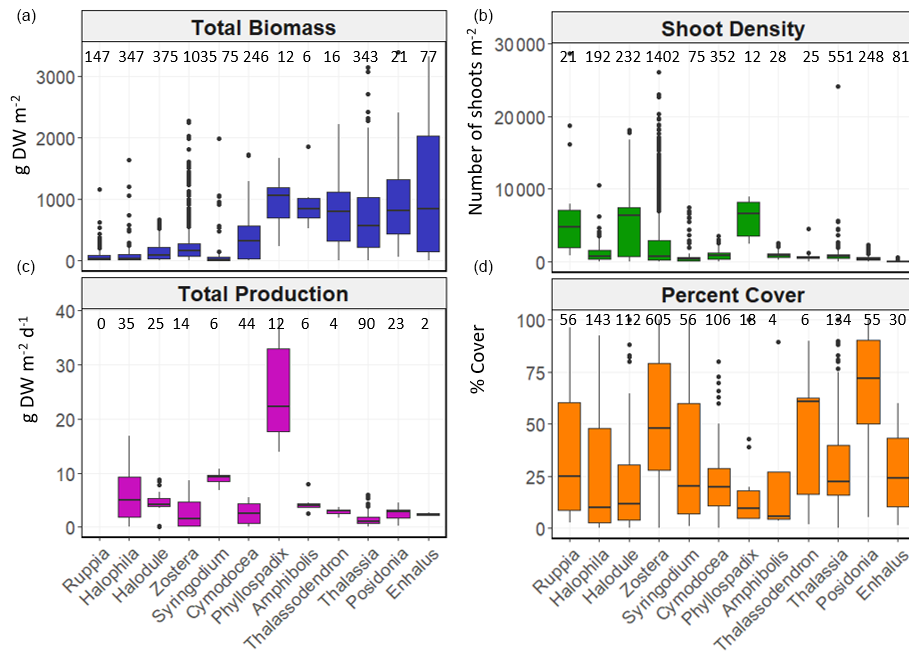 (a)
Total Biomass
147 347 375 1035 75 246 12 6 16 343 21 77
3000
2000
1000
0
g DW m-2
(b)
Shoot Density
21 192 232 1402 75 352 12 28 25 551 248 81
30000
20000
10000
0
Number of shoots m-2
(c)
Total Production
0 35 25 14 6 44 12 6 4 90 23 2
40
30
20
10
0
g DW m-2 d-1
Ruppia
Halophila
Halodule
Zostera
Syringodium
Cymodocea
Phyllospadix
Amphibolis
Thalassodendron
Thalassia
Posidonia
Enhalus
(d)
Percent Cover
56 143 112 605 56 106 18 4 6 134 55 30
100
75
50
25
0
% Cover
Ruppia
Halophila
Halodule
Zostera
Syringodium
Cymodocea
Phyllospadix
Amphibolis
Thalassodendron
Thalassia
Posidonia
Enhalus